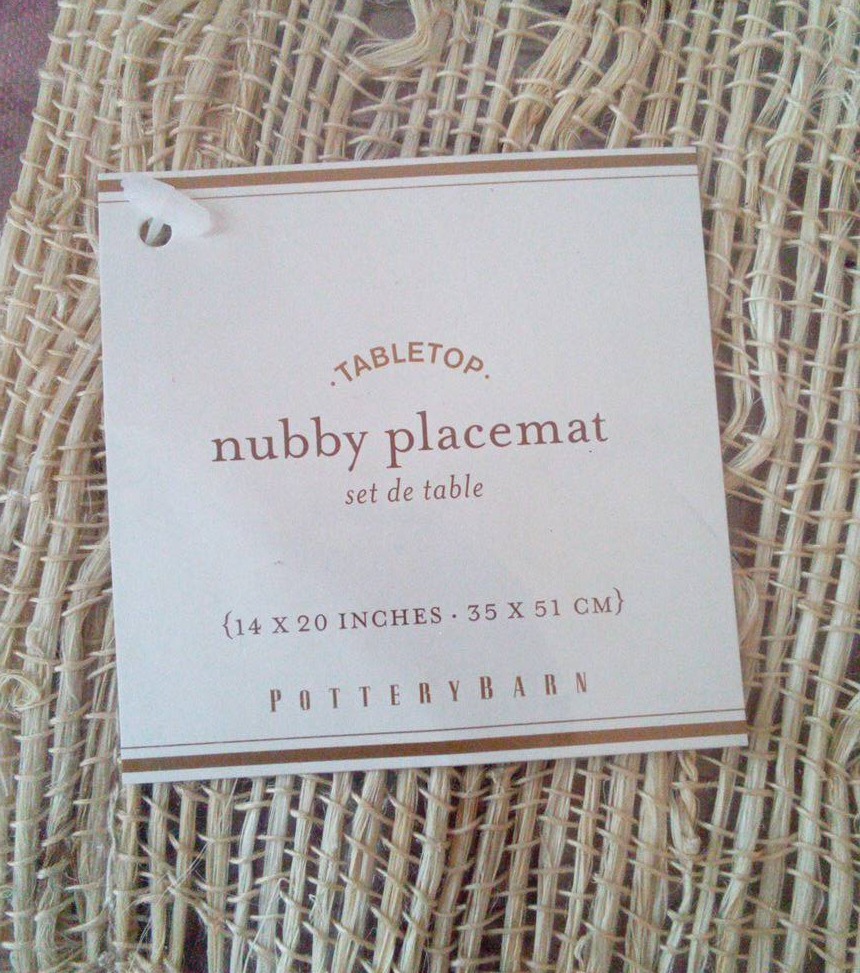 ·TABLETOP·
nubby placemat
set de table
{14 X 20 INCHES · 35 X 51 CM}
POTTERYBARN